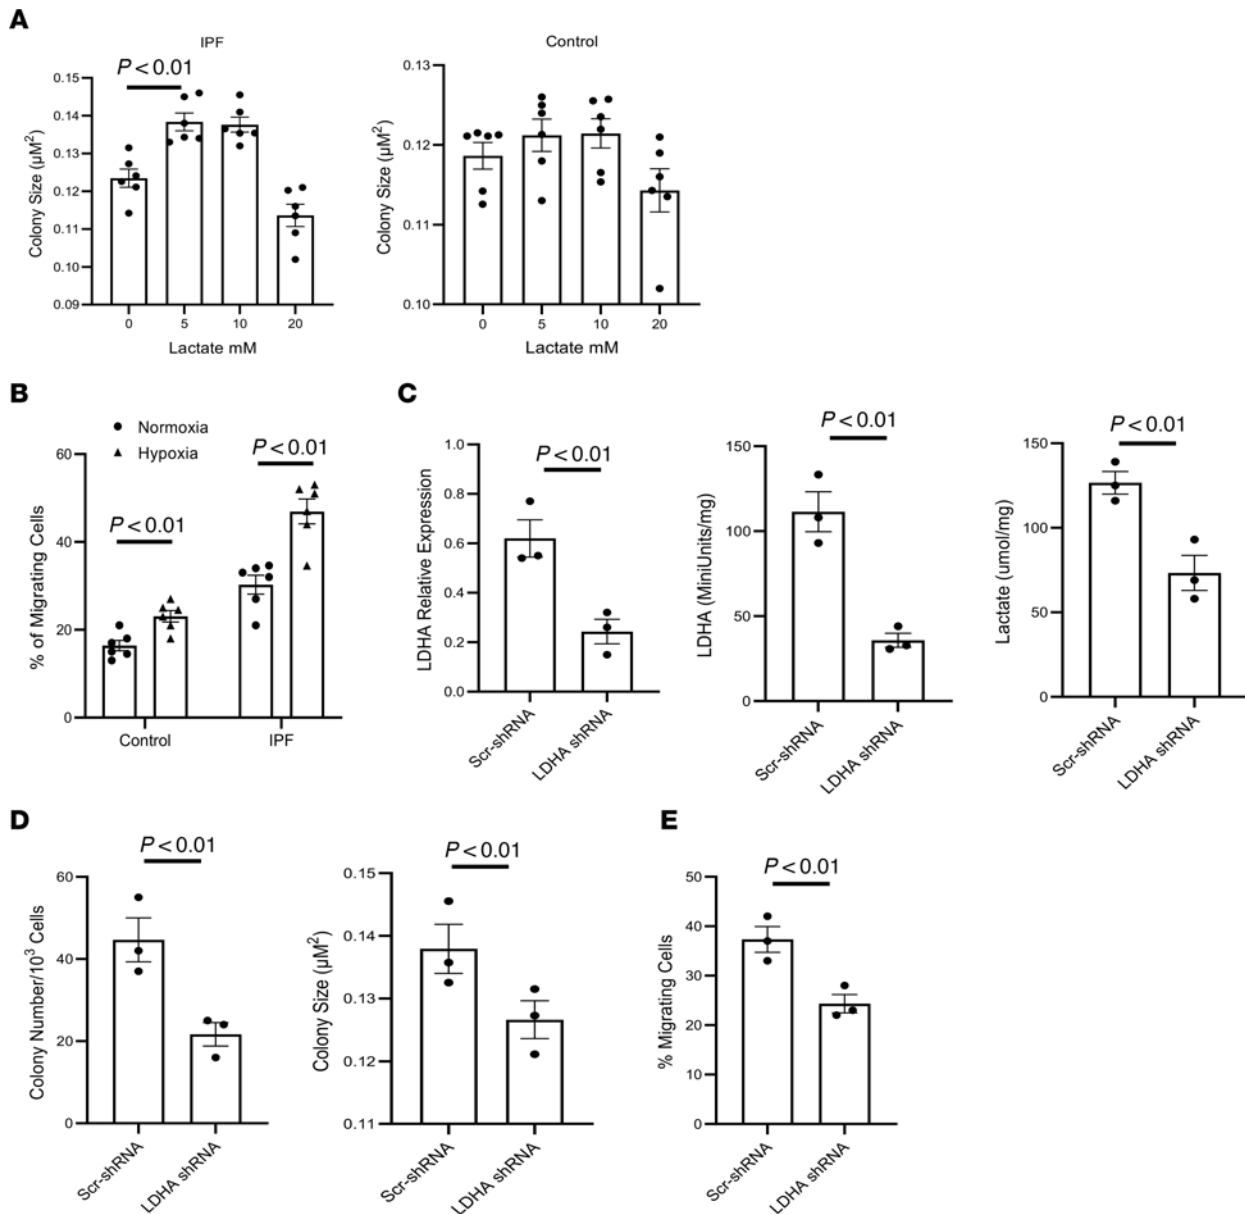 A
IPF
P < 0.01
Colony Size (µM²)
0.15
0.14
0.13
0.12
0.11
0.10
0.09
0 5 10 20
Lactate mM
Control
Colony Size (µM²)
0.13
0.12
0.11
0.10
0 5 10 20
Lactate mM
B
Normoxia
Hypoxia
P < 0.01
P < 0.01
% of Migrating Cells
60
40
20
0
Control IPF
C
P < 0.01
LDHA Relative Expression
1.0
0.8
0.6
0.4
0.2
0.0
Scr-shRNA
LDHA shRNA
P < 0.01
LDHA (MiniUnits/mg)
150
100
50
0
Scr-shRNA
LDHA shRNA
P < 0.01
Lactate (umol/mg)
150
100
50
0
Scr-shRNA
LDHA shRNA
D
P < 0.01
Colony Number/10³ Cells
60
40
20
0
Scr-shRNA
LDHA shRNA
P < 0.01
Colony Size (µM²)
0.15
0.14
0.13
0.12
0.11
Scr-shRNA
LDHA shRNA
E
P < 0.01
% Migrating Cells
50
40
30
20
10
0
Scr-shRNA
LDHA shRNA